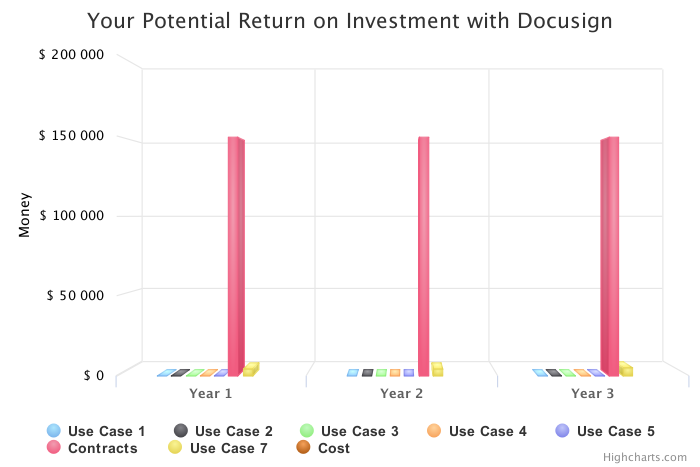 Your Potential Return on Investment with Docusign
$ 200 000
$ 150 000
$ 100 000
$ 50 000
$ 0
Money
Year 1 Year 2 Year 3
Use Case 1 Use Case 2 Use Case 3 Use Case 4 Use Case 5
Contracts Use Case 7 Cost
Highcharts.com